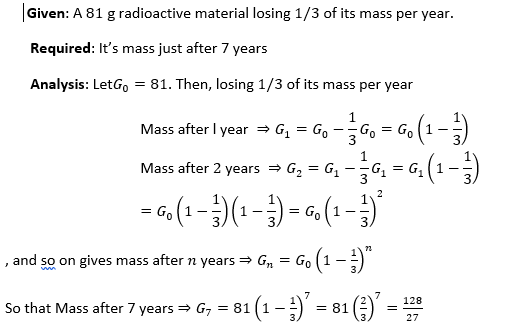 Given: A 81 g radioactive material losing 1/3 of its mass per year.
Required: It's mass just after 7 years
Analysis: LetG₀ = 81. Then, losing 1/3 of its mass per year
Mass after l year ⇒ G₁ = G₀ − 1/3 G₀ = G₀ (1 − 1/3)
Mass after 2 years ⇒ G₂ = G₁ − 1/3 G₁ = G₁ (1 − 1/3)
= G₀ (1 − 1/3)(1 − 1/3) = G₀ (1 − 1/3)²
, and so on gives mass after n years ⇒ Gₙ = G₀ (1 − 1/3)ⁿ
So that Mass after 7 years ⇒ G₇ = 81 (1 − 1/3)⁷ = 81 (2/3)⁷ = 128/27